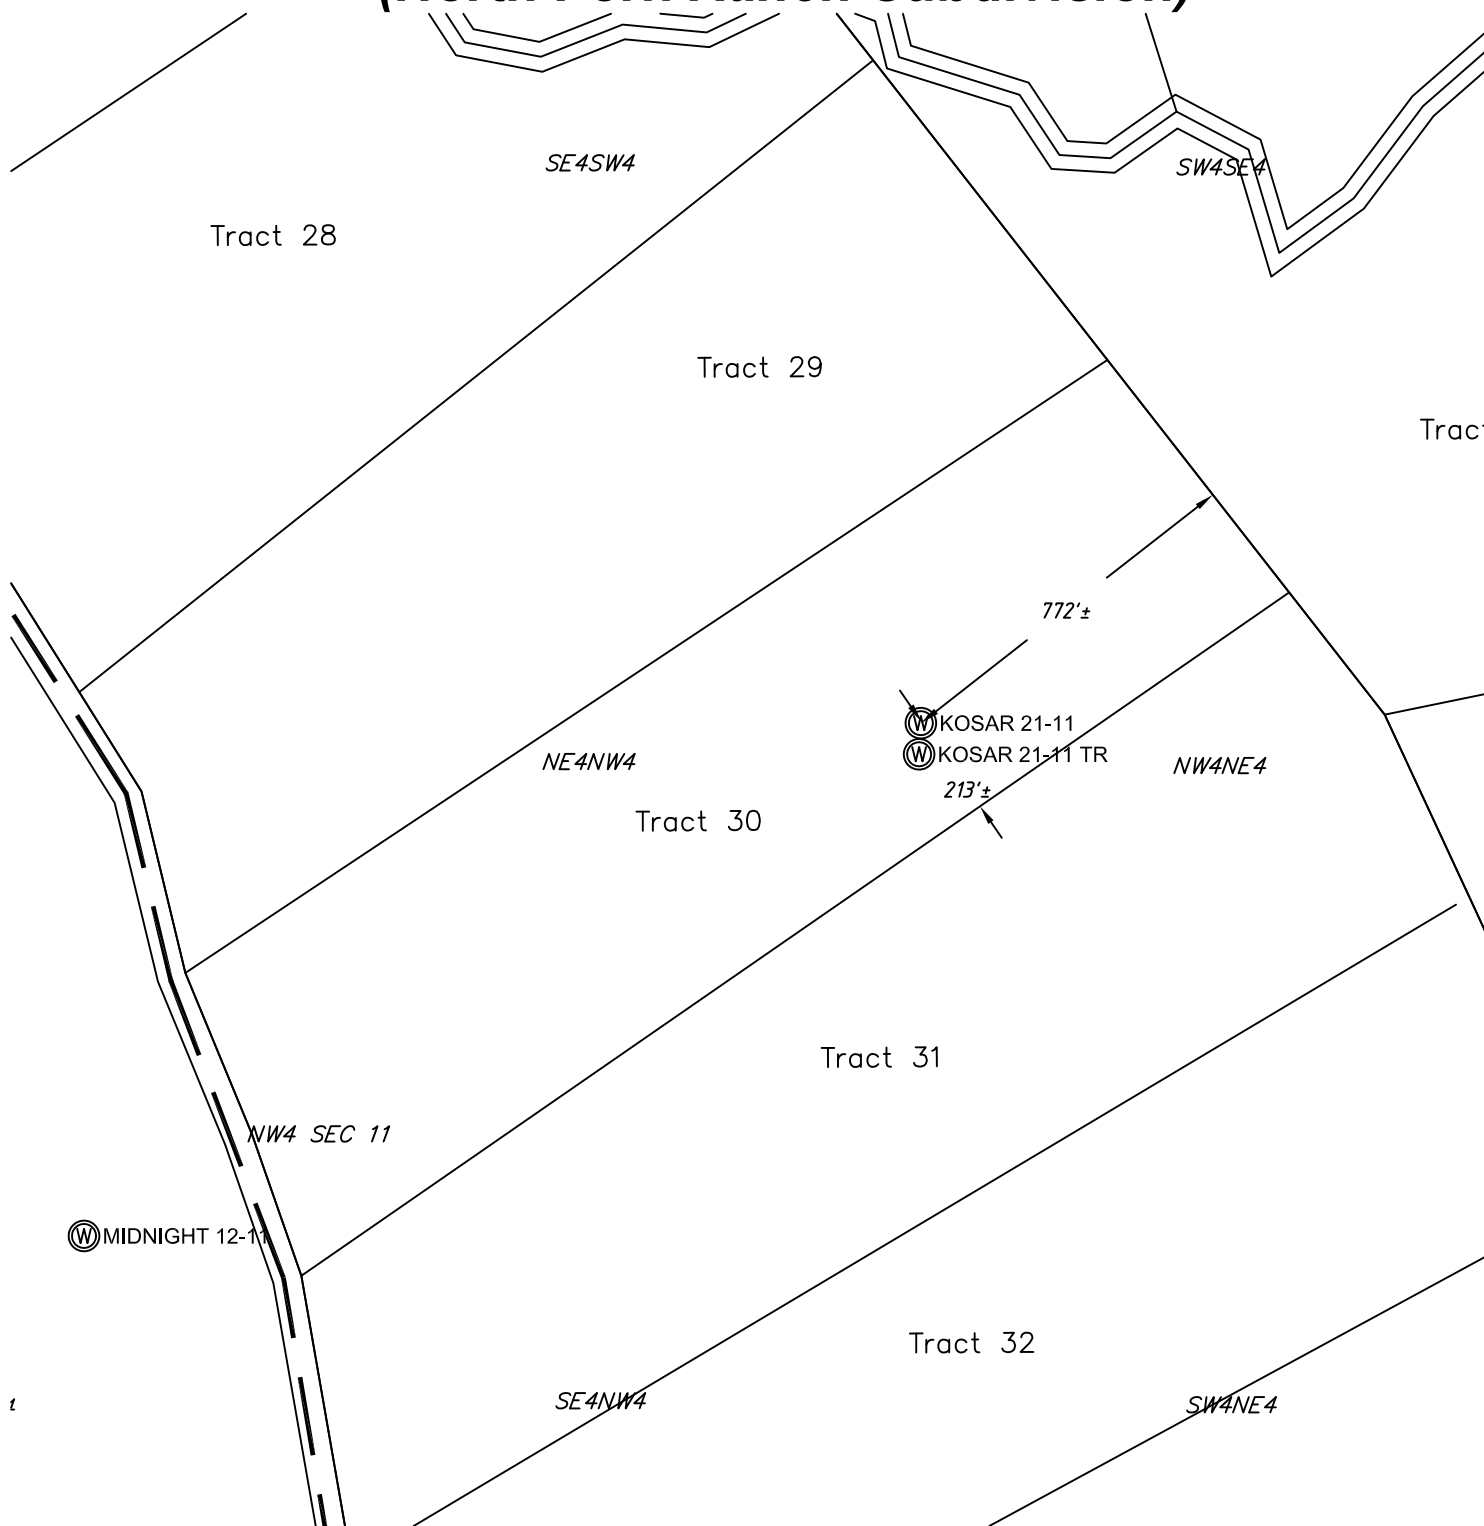 SE4SW4
SW4SE4
Tract 28
Tract 29
772'±
KOSAR 21-11
KOSAR 21-11 TR
NE4NW4
NW4NE4
213'±
Tract 30
Tract 31
NW4 SEC 11
MIDNIGHT 12-11
Tract 32
SE4NW4
SW4NE4